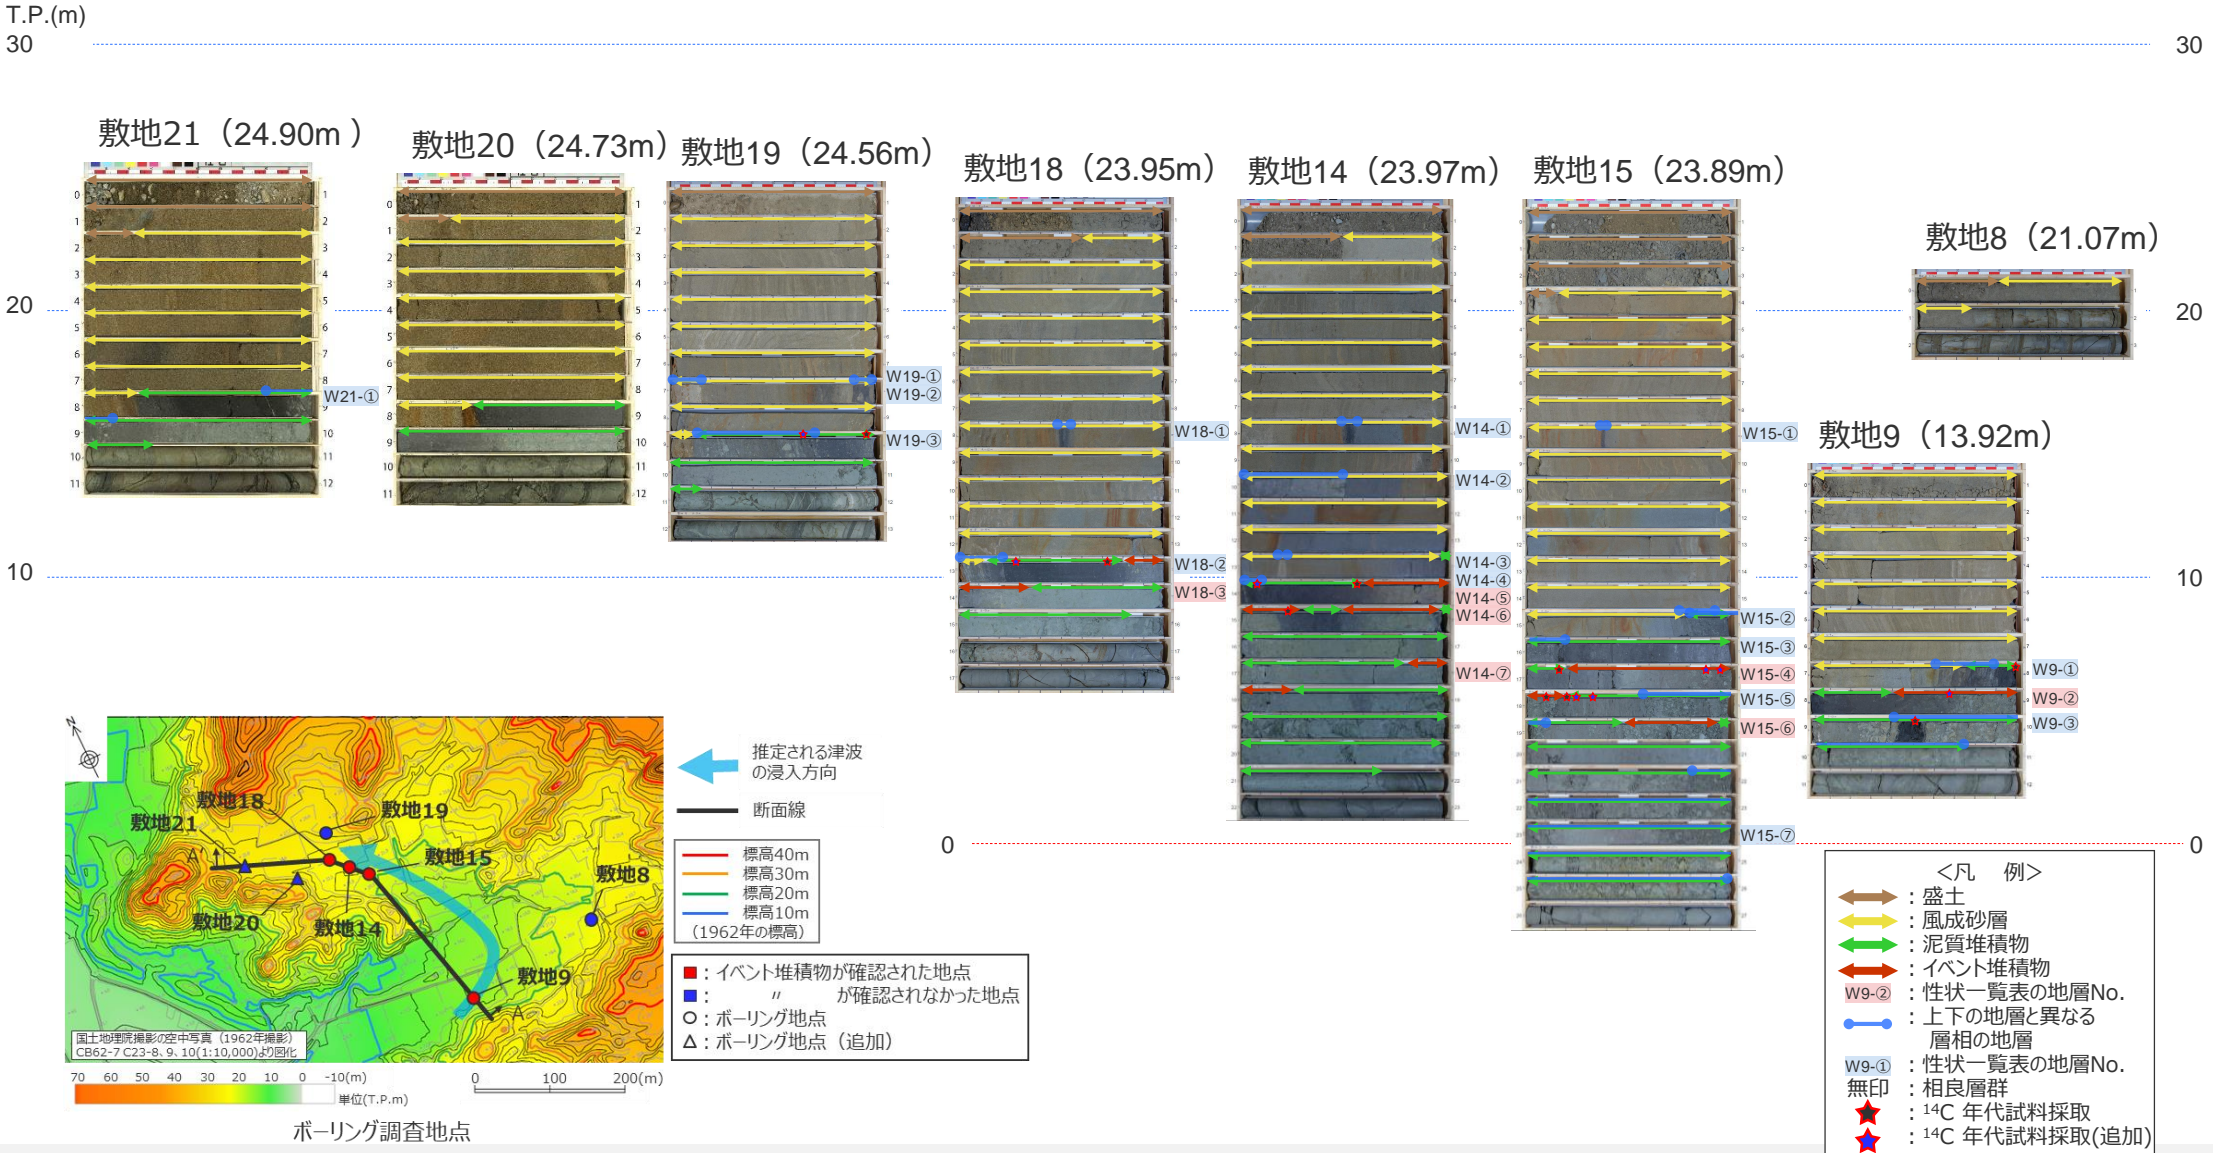 T.P.(m)
30
30
敷地21（24.90m ）
敷地20（24.73m）
敷地19（24.56m）
敷地18（23.95m）
敷地14（23.97m）
敷地15（23.89m）
敷地8（21.07m）
敷地9（13.92m）
20
20
10
10
0
0
W21-①
W19-①
W19-②
W19-③
W18-①
W18-②
W18-③
W14-①
W14-②
W14-③
W14-④
W14-⑤
W14-⑥
W14-⑦
W15-①
W15-②
W15-③
W15-④
W15-⑤
W15-⑥
W15-⑦
W9-①
W9-②
W9-③
N
敷地18
敷地19
敷地21
敷地15
敷地8
敷地20
敷地14
敷地9
A'
A
国土地理院撮影の空中写真（1962年撮影）
CB62-7 C23-8、9、10(1:10,000)より図化
70 60 50 40 30 20 10 0 -10(m)
単位(T.P.m)
0 100 200(m)
ボーリング調査地点
推定される津波
の浸入方向
断面線
標高40m
標高30m
標高20m
標高10m
（1962年の標高）
：イベント堆積物が確認された地点
： 〃 が確認されなかった地点
：ボーリング地点
：ボーリング地点（追加）
＜凡 例＞
：盛土
：風成砂層
：泥質堆積物
：イベント堆積物
W9-② ：性状一覧表の地層No.
：上下の地層と異なる
層相の地層
W9-① ：性状一覧表の地層No.
無印 ：相良層群
：14C 年代試料採取
：14C 年代試料採取(追加)